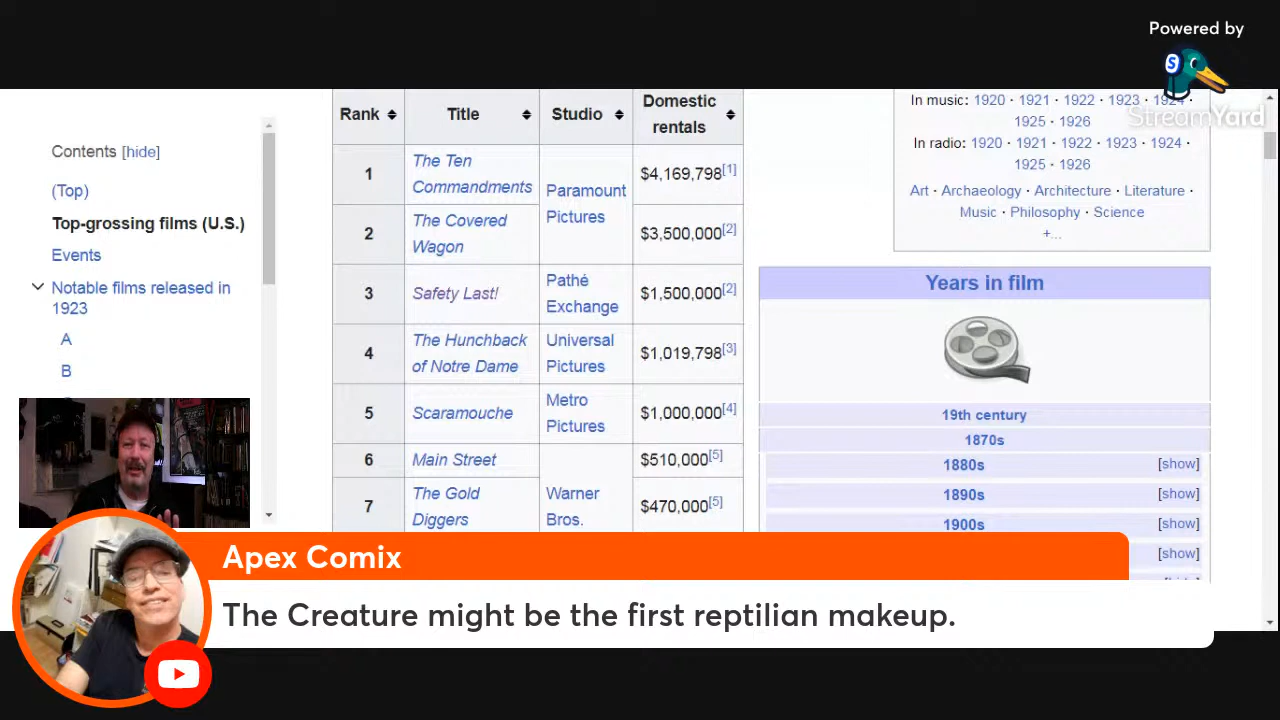 Powered by
StreamYard
Contents [hide]
(Top)
Top-grossing films (U.S.)
Events
Notable films released in
1923
A
B
Rank Title Studio Domestic
rentals
1 The Ten
Commandments Paramount
Pictures $4,169,798[1]
2 The Covered
Wagon $3,500,000[2]
3 Safety Last! Pathé
Exchange $1,500,000[2]
4 The Hunchback
of Notre Dame Universal
Pictures $1,019,798[3]
5 Scaramouche Metro
Pictures $1,000,000[4]
6 Main Street $510,000[5]
7 The Gold
Diggers Warner
Bros. $470,000[5]
In music: 1920 · 1921 · 1922 · 1923 · 1924 ·
1925 · 1926
In radio: 1920 · 1921 · 1922 · 1923 · 1924 ·
1925 · 1926
Art · Archaeology · Architecture · Literature ·
Music · Philosophy · Science
+...
Years in film
19th century
1870s
1880s [show]
1890s [show]
1900s [show]
[show]
Apex Comix
The Creature might be the first reptilian makeup.